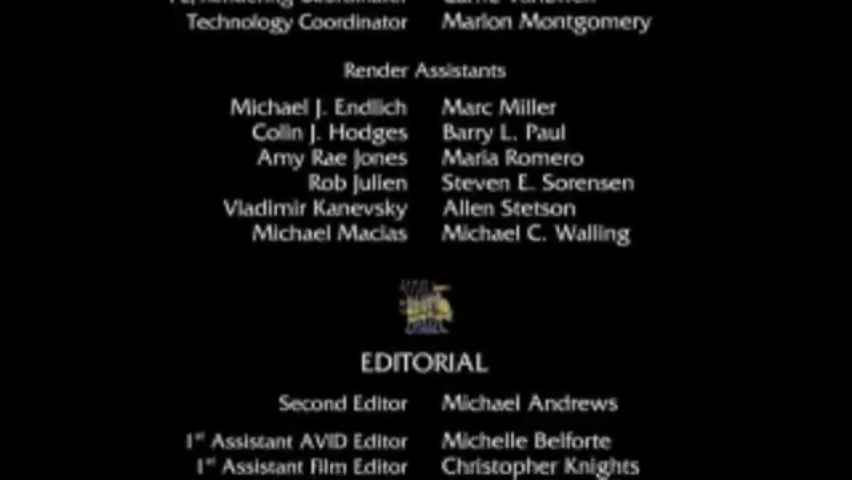 Technology Coordinator Marlon Montgomery
Render Assistants
Michael J. Endlich Marc Miller
Colin J. Hodges Barry L. Paul
Amy Rae Jones Maria Romero
Rob Julien Steven E. Sorensen
Vladimir Kanevsky Allen Stetson
Michael Macias Michael C. Walling
EDITORIAL
Second Editor Michael Andrews
1st Assistant AVID Editor Michelle Belforte
1st Assistant Film Editor Christopher Knights